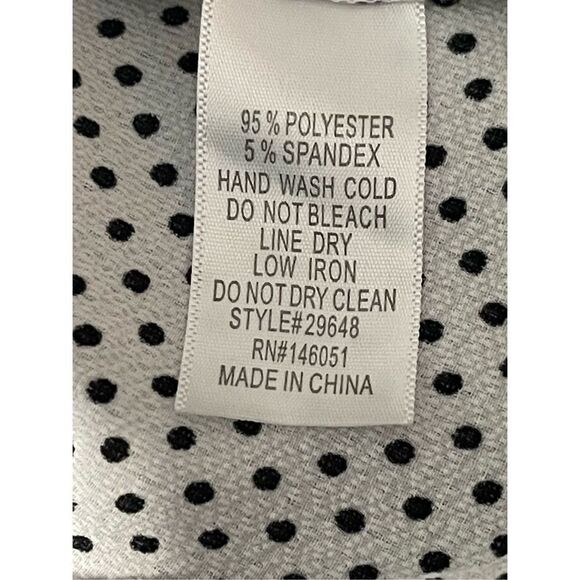 95 % POLYESTER
5 % SPANDEX
HAND WASH COLD
DO NOT BLEACH
LINE DRY
LOW IRON
DO NOT DRY CLEAN
STYLE#29648
RN#146051
MADE IN CHINA